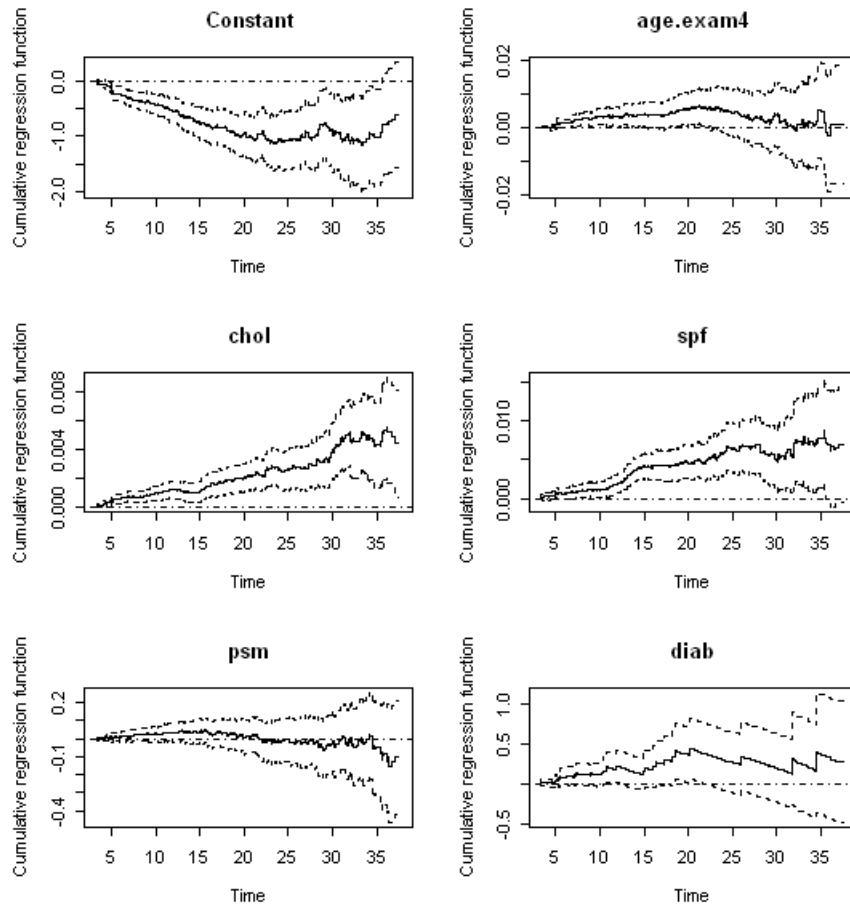 Constant
Cumulative regression function
0.0
-1.0
-2.0
5 10 15 20 25 30 35
Time
age.exam4
Cumulative regression function
0.02
0.00
-0.02
5 10 15 20 25 30 35
Time
chol
Cumulative regression function
0.008
0.004
0.000
5 10 15 20 25 30 35
Time
spf
Cumulative regression function
0.010
0.000
5 10 15 20 25 30 35
Time
psm
Cumulative regression function
0.2
-0.1
-0.4
5 10 15 20 25 30 35
Time
diab
Cumulative regression function
1.0
0.5
-0.5
5 10 15 20 25 30 35
Time